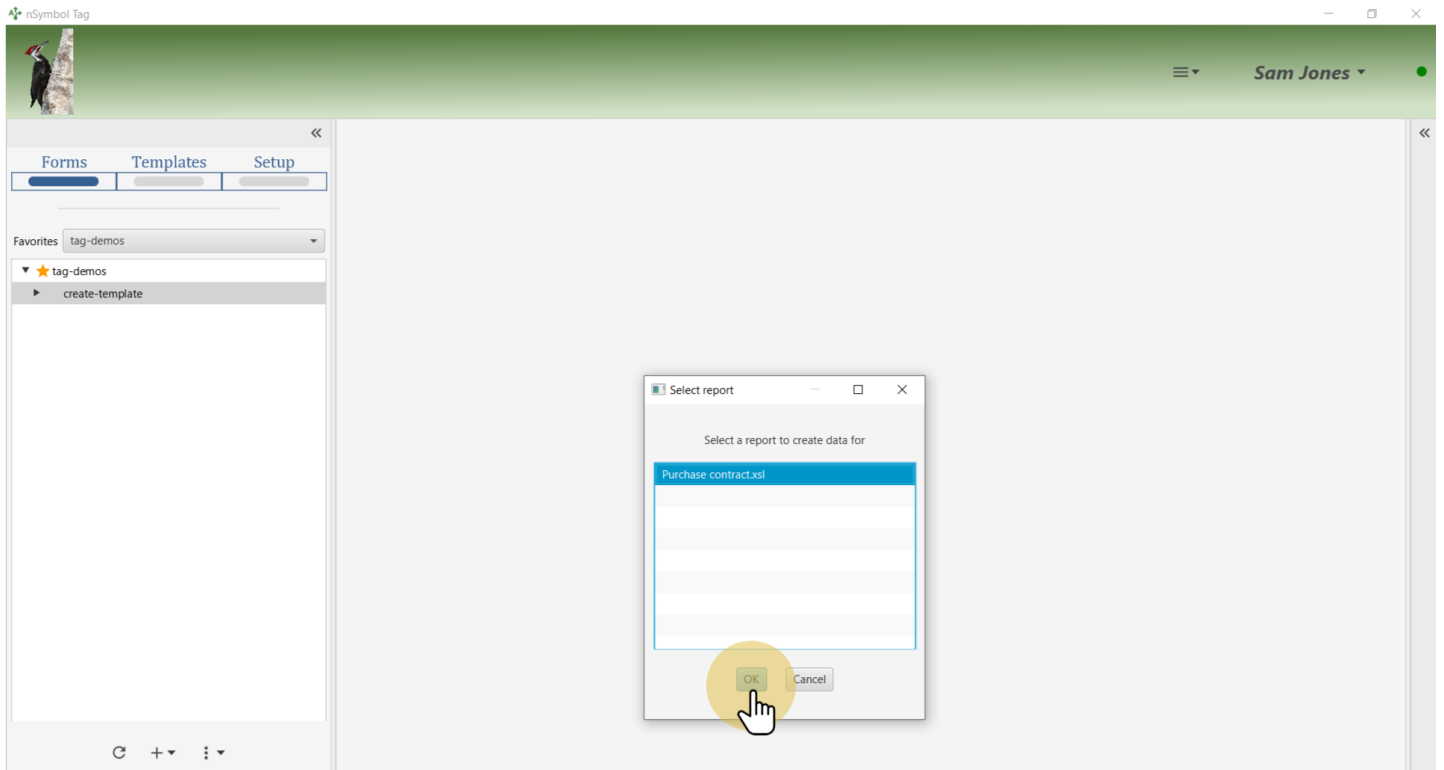 nSymbol Tag
Sam Jones
Forms Templates Setup
Favorites tag-demos
tag-demos
create-template
Select report
Select a report to create data for
Purchase contract.xsl
OK Cancel